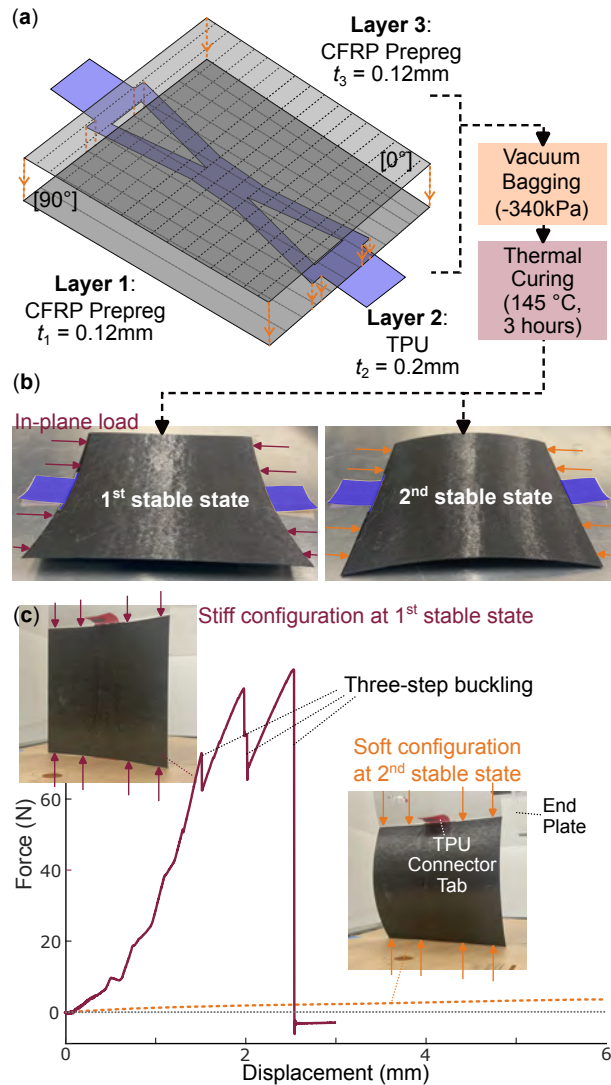 (a)
Layer 3:
CFRP Prepreg
t3 = 0.12mm
[0°]
[90°]
Vacuum
Bagging
(-340kPa)
Layer 1:
CFRP Prepreg
t1 = 0.12mm
Layer 2:
TPU
t2 = 0.2mm
Thermal
Curing
(145 °C,
3 hours)
(b)
In-plane load
1st stable state
2nd stable state
(c)
Stiff configuration at 1st stable state
Three-step buckling
Soft configuration
at 2nd stable state
End
Plate
TPU
Connector
Tab
Force (N)
60
40
20
0
0
2
4
6
Displacement (mm)